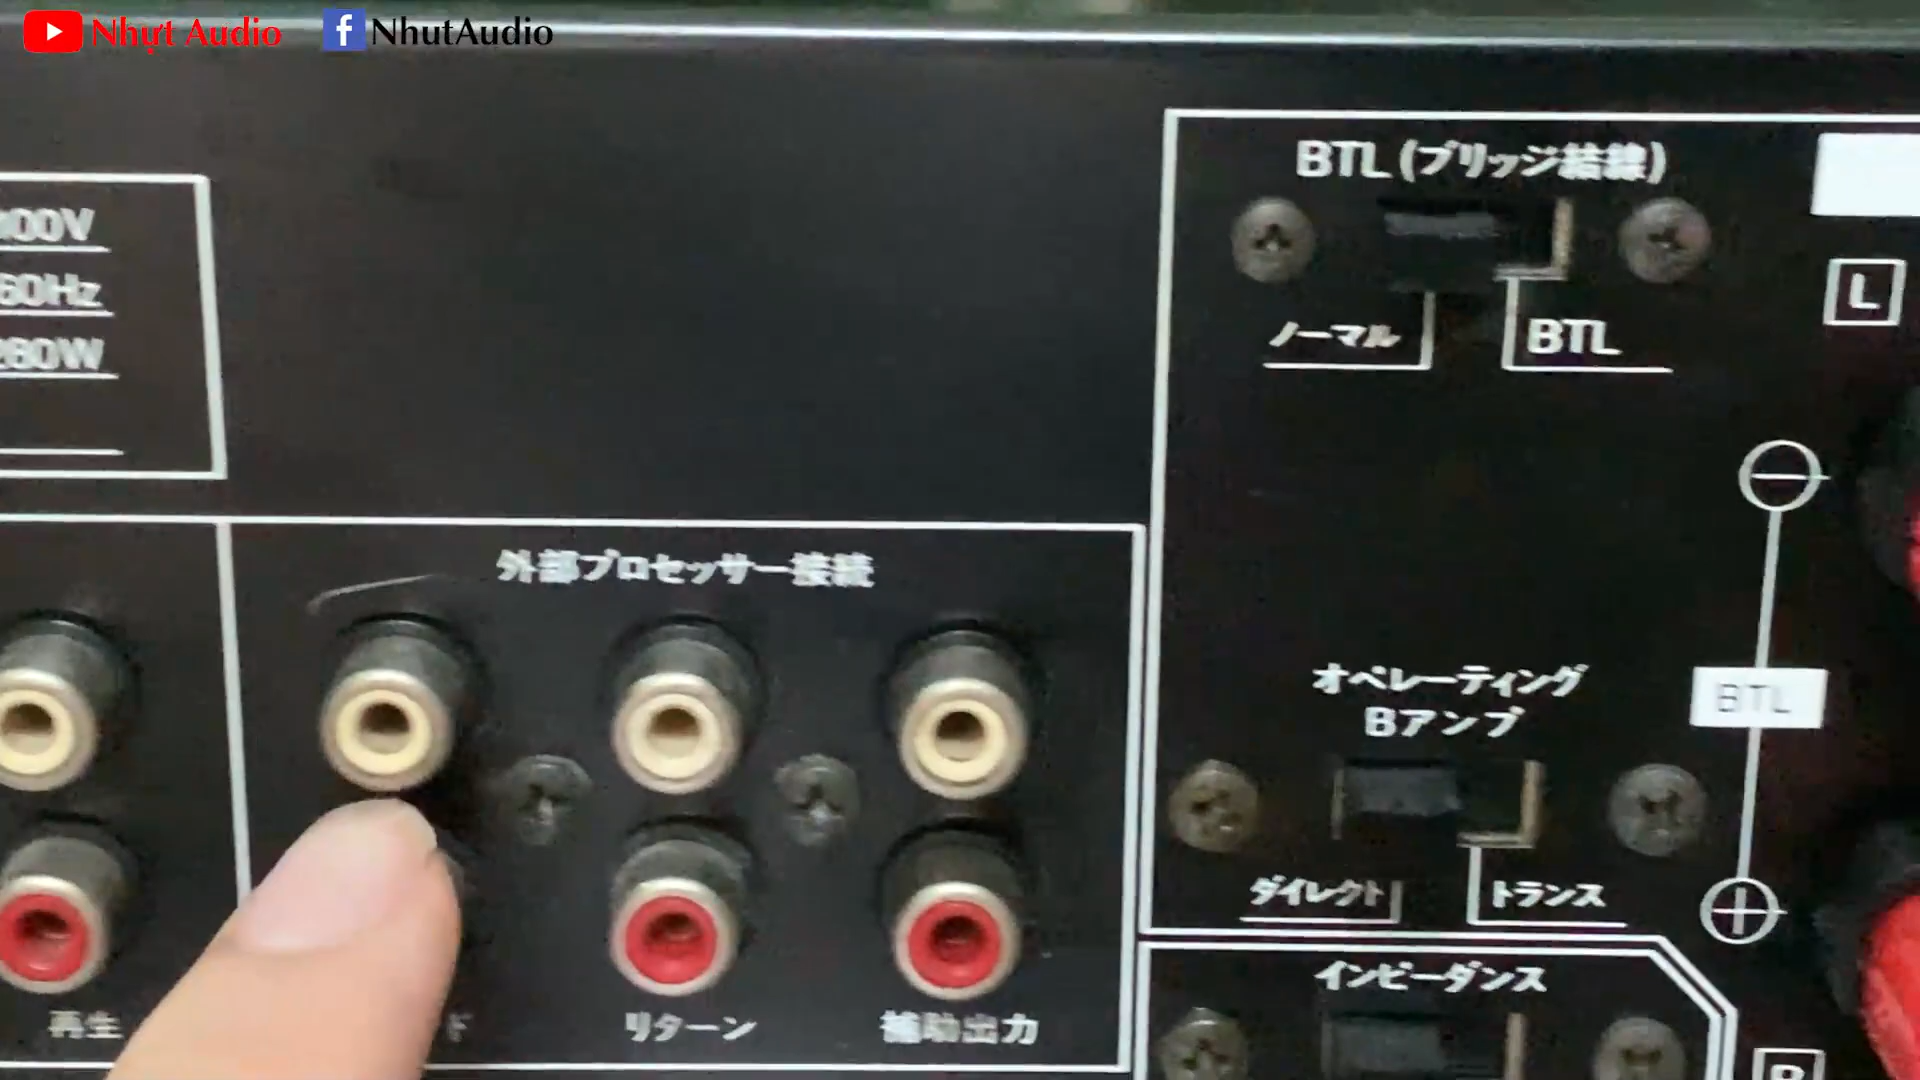 Nhựt Audio
NhutAudio
100V
60Hz
260W
BTL (ブリッジ結線)
ノーマル
BTL
L
外部プロセッサー接続
オペレーティング
Bアンプ
BTL
ダイレクト
トランス
インピーダンス
再生
ド
リターン
補助出力
R